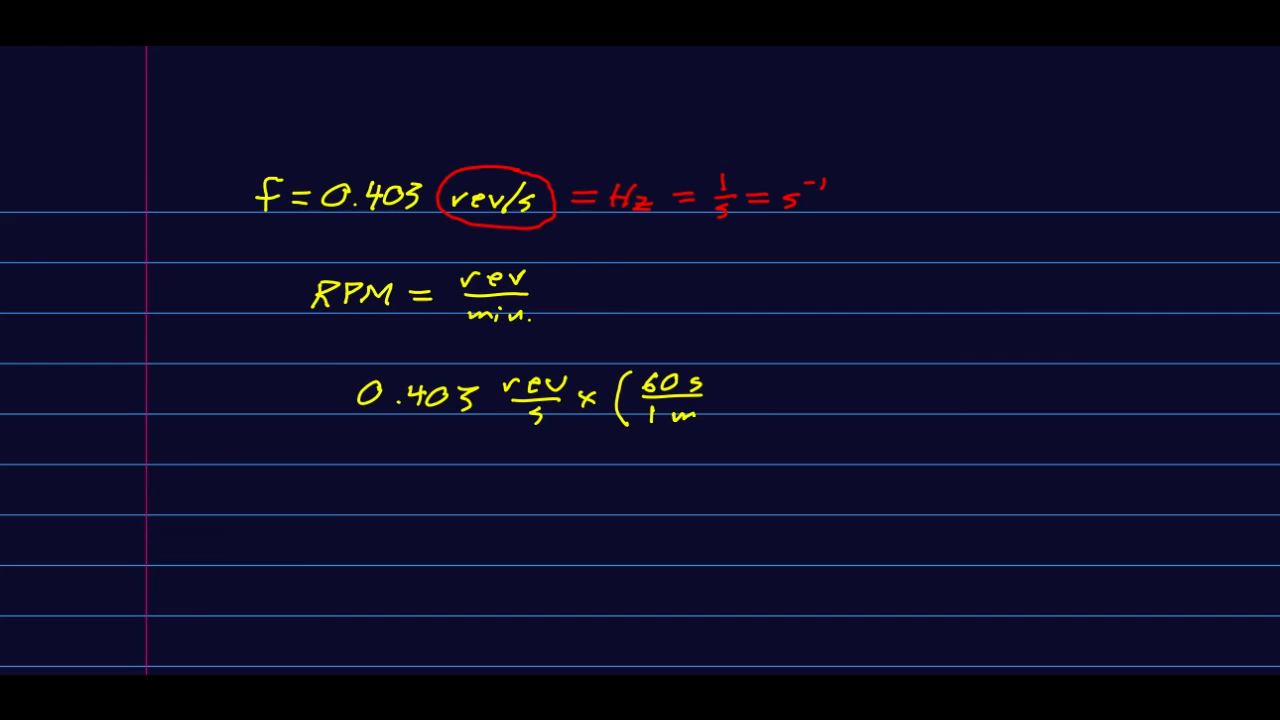 f = 0.403 rev/s = Hz = 1/s = s⁻¹
RPM = rev/min.
0.403 rev/s × (60 s/1 m